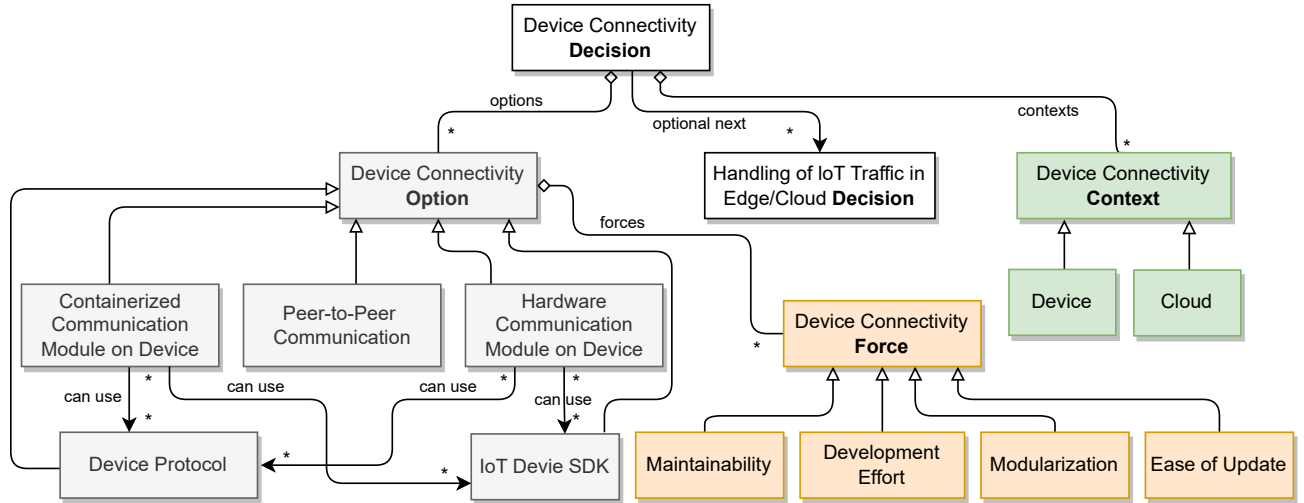 Device Connectivity
Decision
options
*
optional next
*
contexts
*
Device Connectivity
Option
Handling of IoT Traffic in
Edge/Cloud Decision
Device Connectivity
Context
forces
*
Containerized
Communication
Module on Device
Peer-to-Peer
Communication
Hardware
Communication
Module on Device
Device Connectivity
Force
Device
Cloud
can use
*
*
can use
*
can use
*
*
can use
*
*
Device Protocol
IoT Devie SDK
Maintainability
Development
Effort
Modularization
Ease of Update